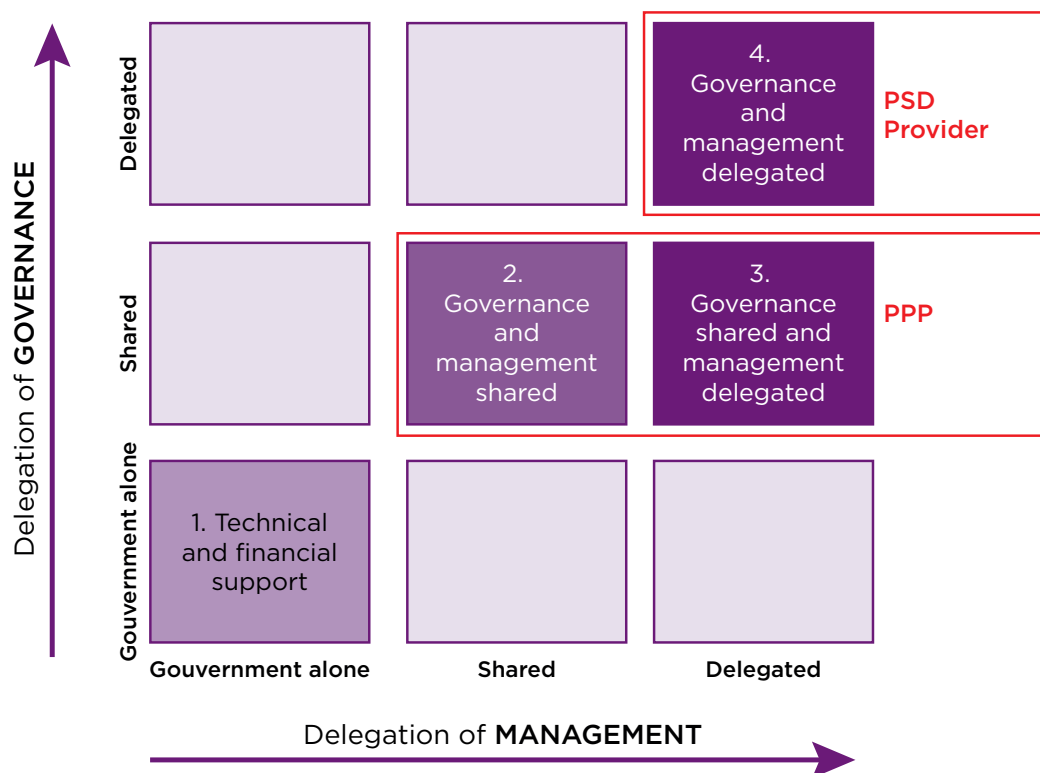 Delegation of GOVERNANCE
Delegated
4.
Governance
and
management
delegated
PSD
Provider
Shared
2.
Governance
and
management
shared
3.
Governance
shared and
management
delegated
PPP
Gouvernment alone
1. Technical
and financial
support
Gouvernment alone
Shared
Delegated
Delegation of MANAGEMENT